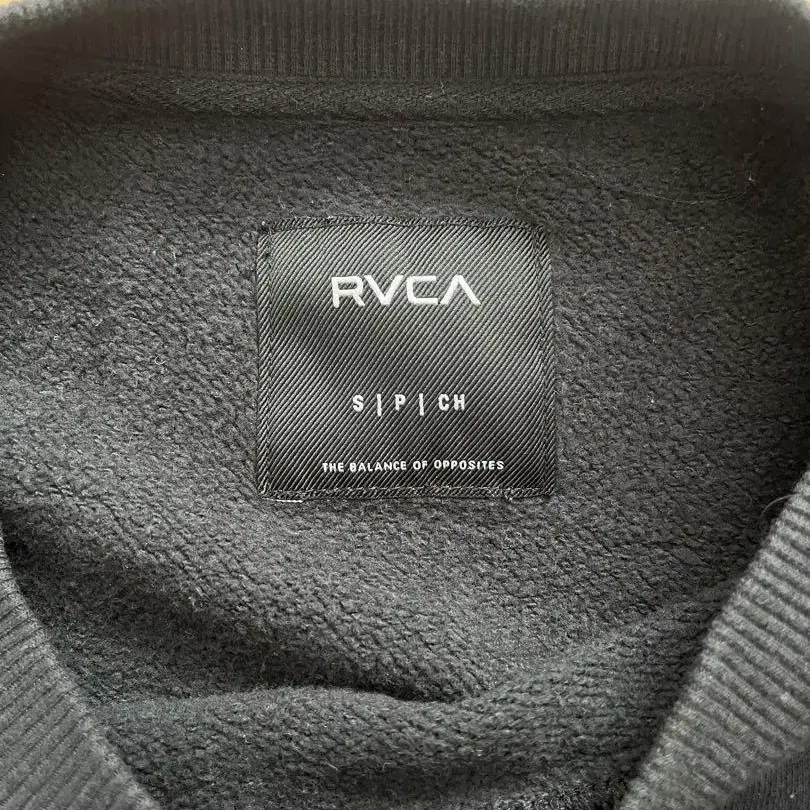 RVCA
S | P | CH
THE BALANCE OF OPPOSITES